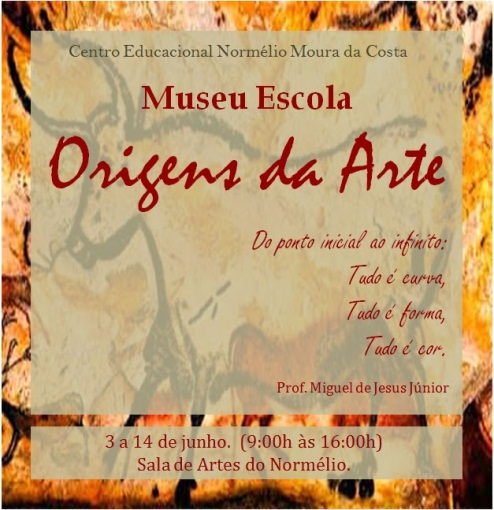 Centro Educacional Normélio Moura da Costa
Museu Escola
Origens da Arte
Do ponto inicial ao infinito:
Tudo é curva,
Tudo é forma,
Tudo é cor.
Prof. Miguel de Jesus Júnior
3 a 14 de junho. (9:00h às 16:00h)
Sala de Artes do Normélio.